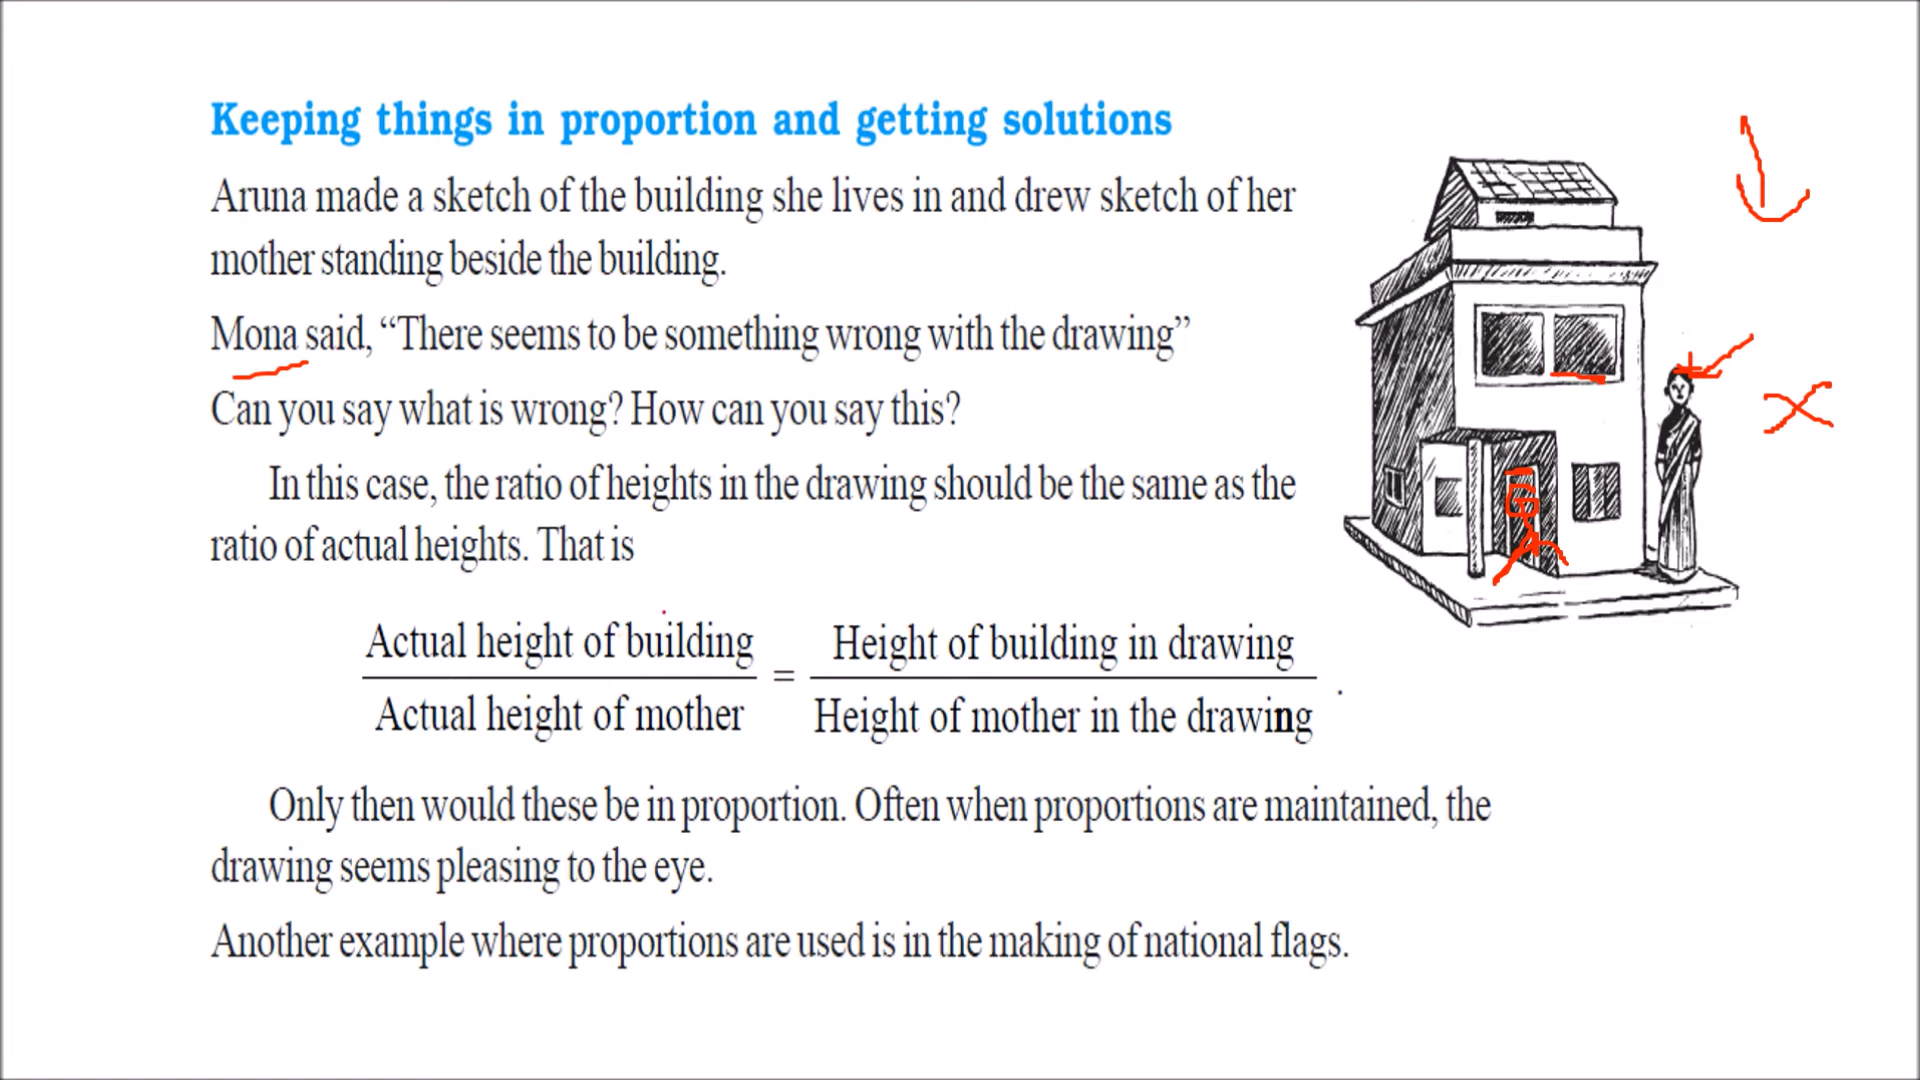 Keeping things in proportion and getting solutions
Aruna made a sketch of the building she lives in and drew sketch of her
mother standing beside the building.
Mona said, “There seems to be something wrong with the drawing”
Can you say what is wrong? How can you say this?
In this case, the ratio of heights in the drawing should be the same as the
ratio of actual heights. That is
Actual height of building / Actual height of mother = Height of building in drawing / Height of mother in the drawing .
Only then would these be in proportion. Often when proportions are maintained, the
drawing seems pleasing to the eye.
Another example where proportions are used is in the making of national flags.